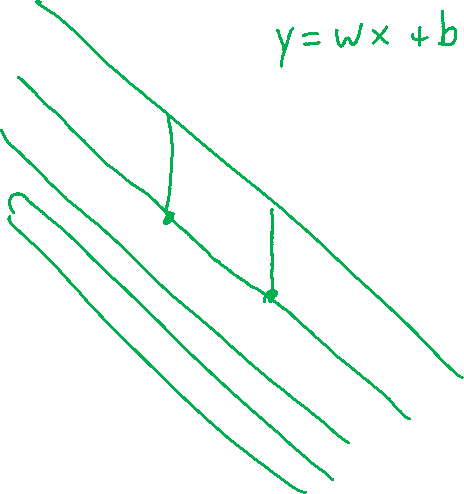 y = wx + b